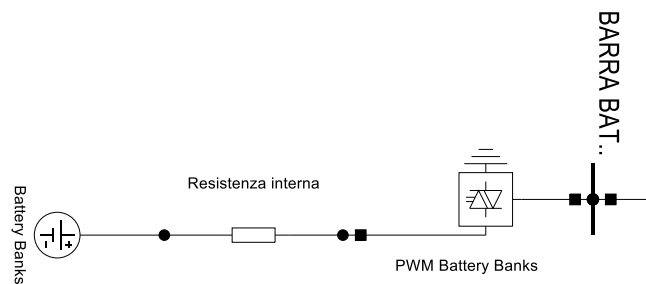 BARRA BAT..
Resistenza interna
Battery Banks
PWM Battery Banks